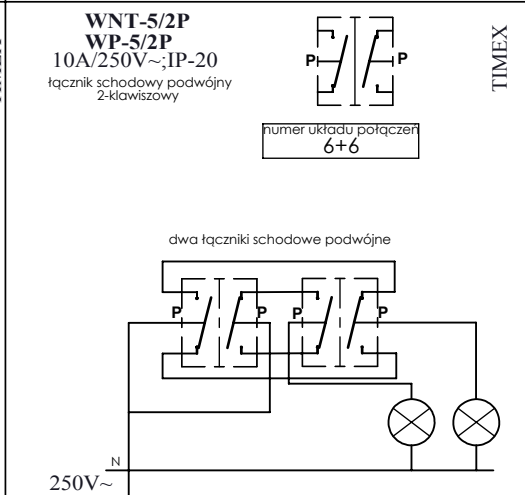 WNT-5/2P
WP-5/2P
10A/250V~;IP-20
łącznik schodowy podwójny
2-klawiszowy
P
P
numer układu połączeń
6+6
TIMEX
dwa łączniki schodowe podwójne
P
P
P
P
N
250V~